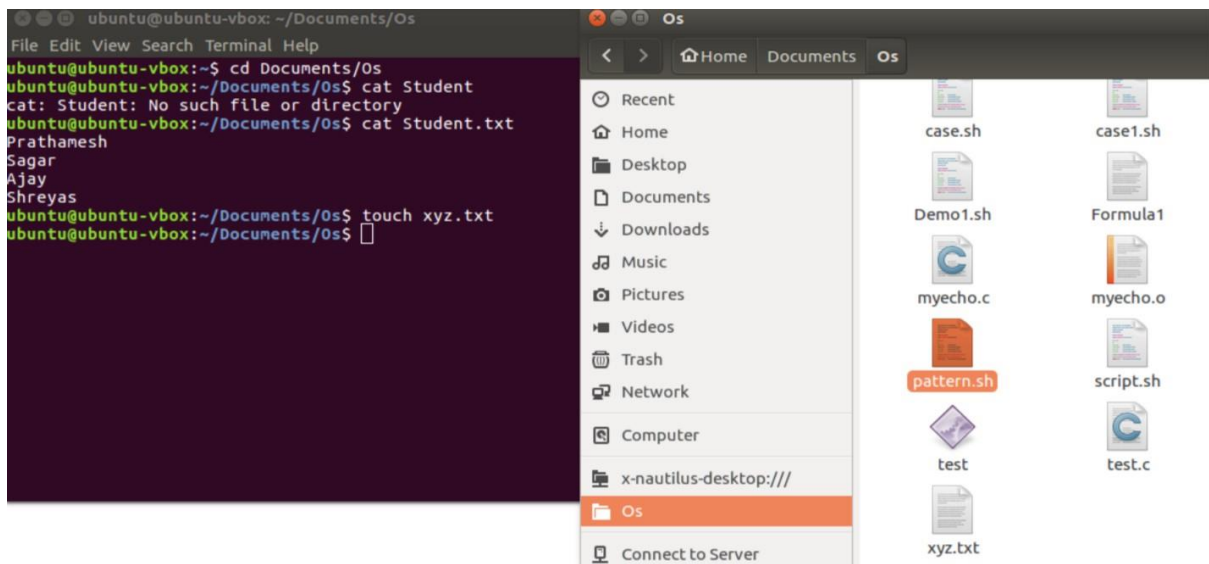 ubuntu@ubuntu-vbox: ~/Documents/Os
File Edit View Search Terminal Help
ubuntu@ubuntu-vbox:~$ cd Documents/Os
ubuntu@ubuntu-vbox:~/Documents/Os$ cat Student
cat: Student: No such file or directory
ubuntu@ubuntu-vbox:~/Documents/Os$ cat Student.txt
Prathamesh
Sagar
Ajay
Shreyas
ubuntu@ubuntu-vbox:~/Documents/Os$ touch xyz.txt
ubuntu@ubuntu-vbox:~/Documents/Os$
Os
Home Documents Os
Recent
Home
Desktop
Documents
Downloads
Music
Pictures
Videos
Trash
Network
Computer
x-nautilus-desktop:///
Os
Connect to Server
case.sh case1.sh
Demo1.sh Formula1
myecho.c myecho.o
pattern.sh script.sh
test test.c
xyz.txt